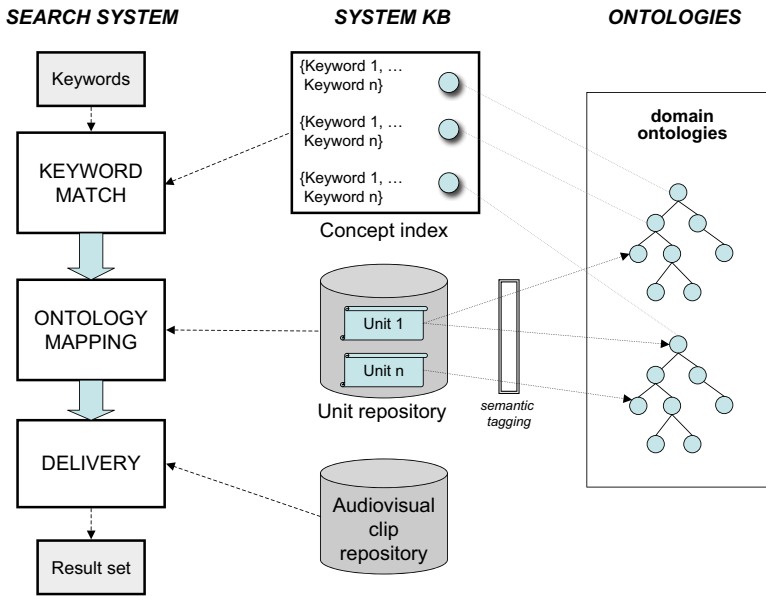 SEARCH SYSTEM
SYSTEM KB
ONTOLOGIES
Keywords
KEYWORD
MATCH
ONTOLOGY
MAPPING
DELIVERY
Result set
{Keyword 1, …
Keyword n}
{Keyword 1, …
Keyword n}
{Keyword 1, …
Keyword n}
Concept index
Unit 1
Unit n
Unit repository
semantic
tagging
Audiovisual
clip
repository
domain
ontologies